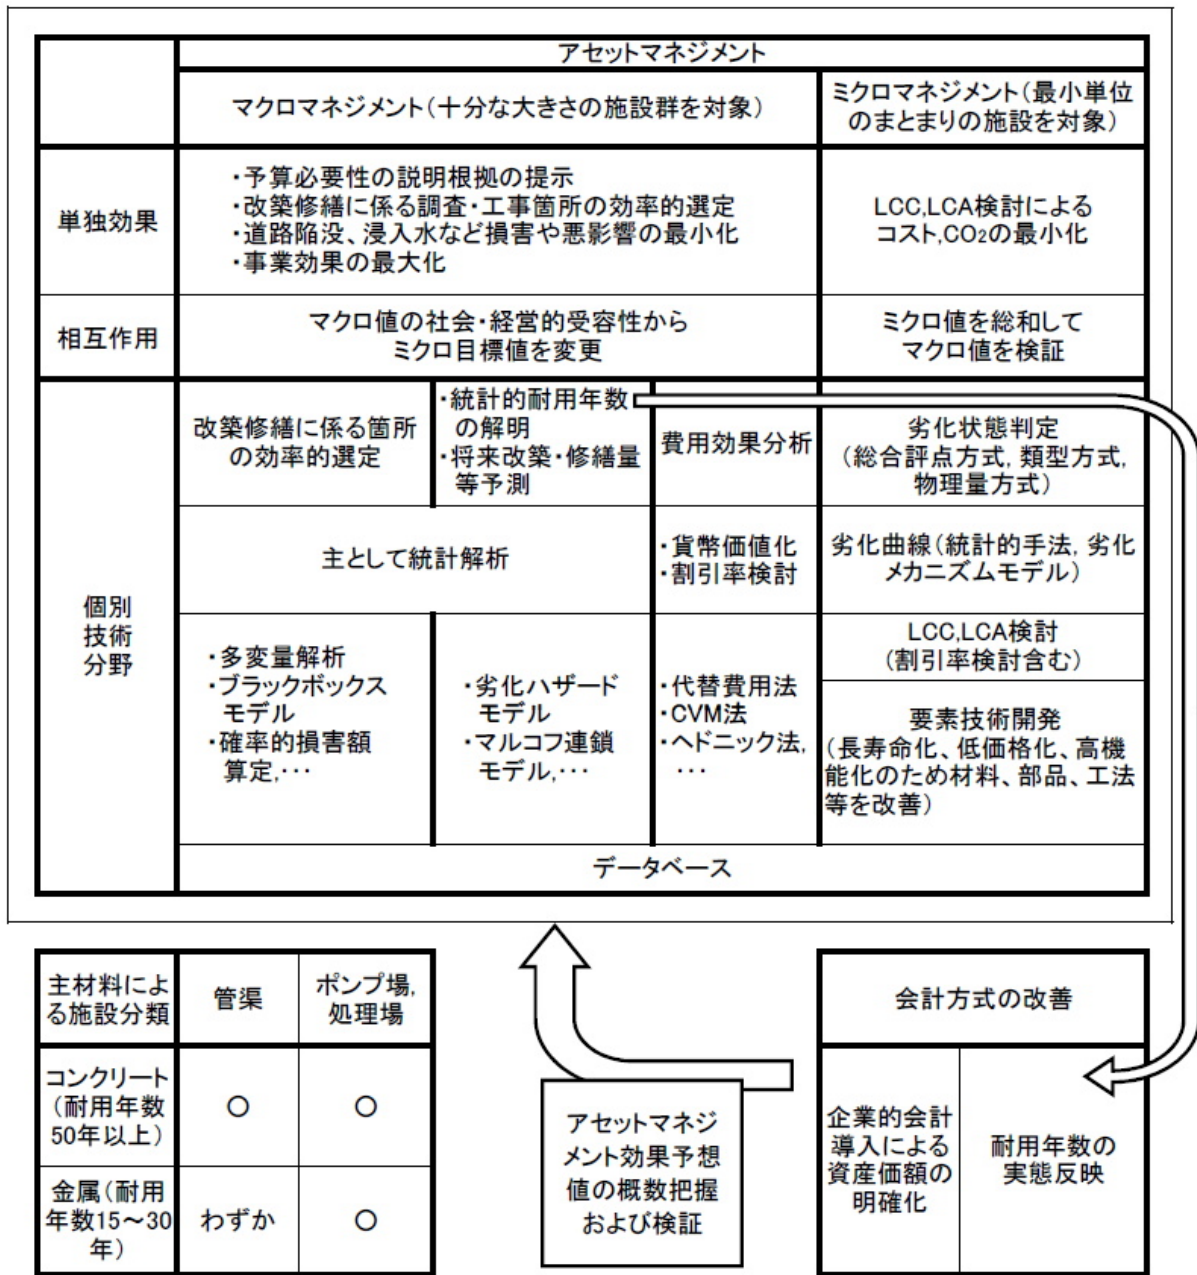 アセットマネジメント
マクロマネジメント（十分な大きさの施設群を対象）
ミクロマネジメント（最小単位
のまとまりの施設を対象）
単独効果
・予算必要性の説明根拠の提示
・改築修繕に係る調査・工事箇所の効率的選定
・道路陥没、浸入水など損害や悪影響の最小化
・事業効果の最大化
LCC,LCA検討による
コスト,CO₂の最小化
相互作用
マクロ値の社会・経営的受容性から
ミクロ目標値を変更
ミクロ値を総和して
マクロ値を検証
個別
技術
分野
改築修繕に係る箇所
の効率的選定
・統計的耐用年数
の解明
・将来改築・修繕量
等予測
費用効果分析
劣化状態判定
（総合評点方式, 類型方式,
物理量方式）
主として統計解析
・貨幣価値化
・割引率検討
劣化曲線（統計的手法, 劣化
メカニズムモデル）
・多変量解析
・ブラックボックス
モデル
・確率的損害額
算定,・・・
・劣化ハザード
モデル
・マルコフ連鎖
モデル,・・・
・代替費用法
・CVM法
・ヘドニック法,
・・・
LCC,LCA検討
（割引率検討含む）
要素技術開発
（長寿命化、低価格化、高機
能化のため材料、部品、工法
等を改善）
データベース
主材料によ
る施設分類
管渠
ポンプ場,
処理場
コンクリート
（耐用年数
50年以上）
○
○
金属（耐用
年数15～30
年）
わずか
○
アセットマネジ
メント効果予想
値の概数把握
および検証
会計方式の改善
企業的会計
導入による
資産価額の
明確化
耐用年数の
実態反映